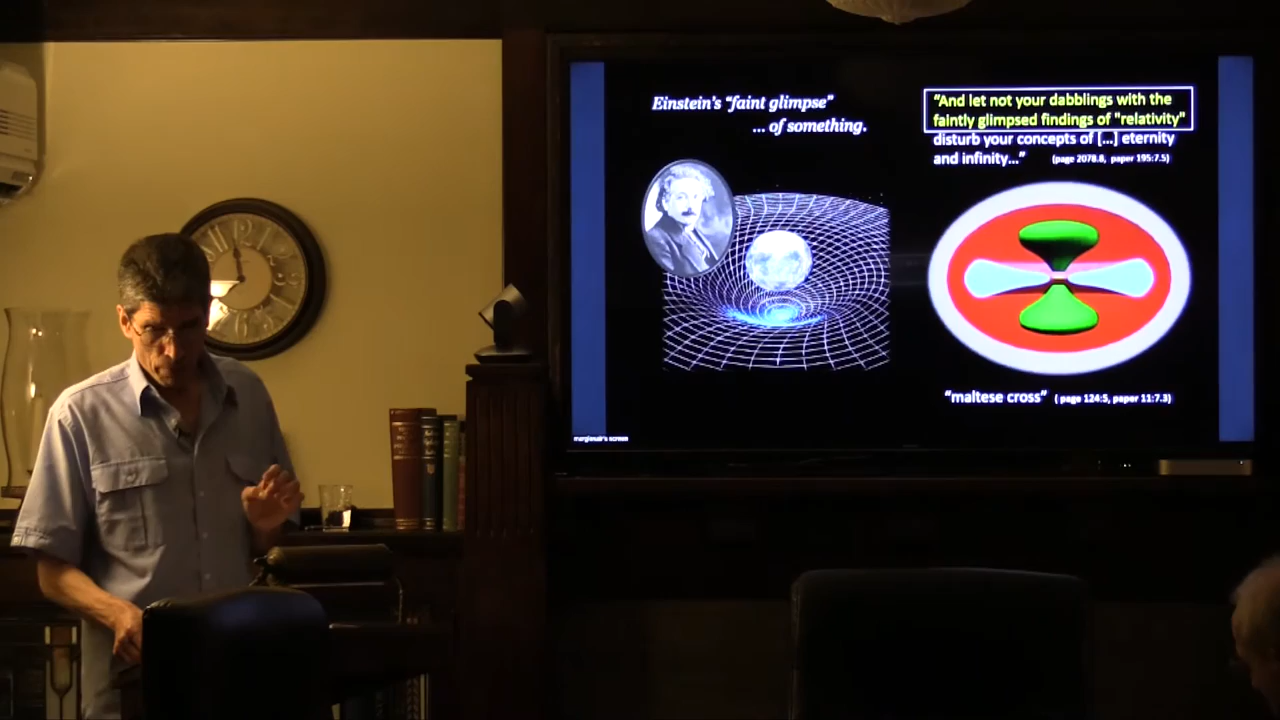 Einstein's "faint glimpse"
... of something.
"And let not your dabblings with the
faintly glimpsed findings of "relativity"
disturb your concepts of [...] eternity
and infinity..." (page 2078.8, paper 195:7.5)
"maltese cross" ( page 124:5, paper 11:7.3)
margienair's screen